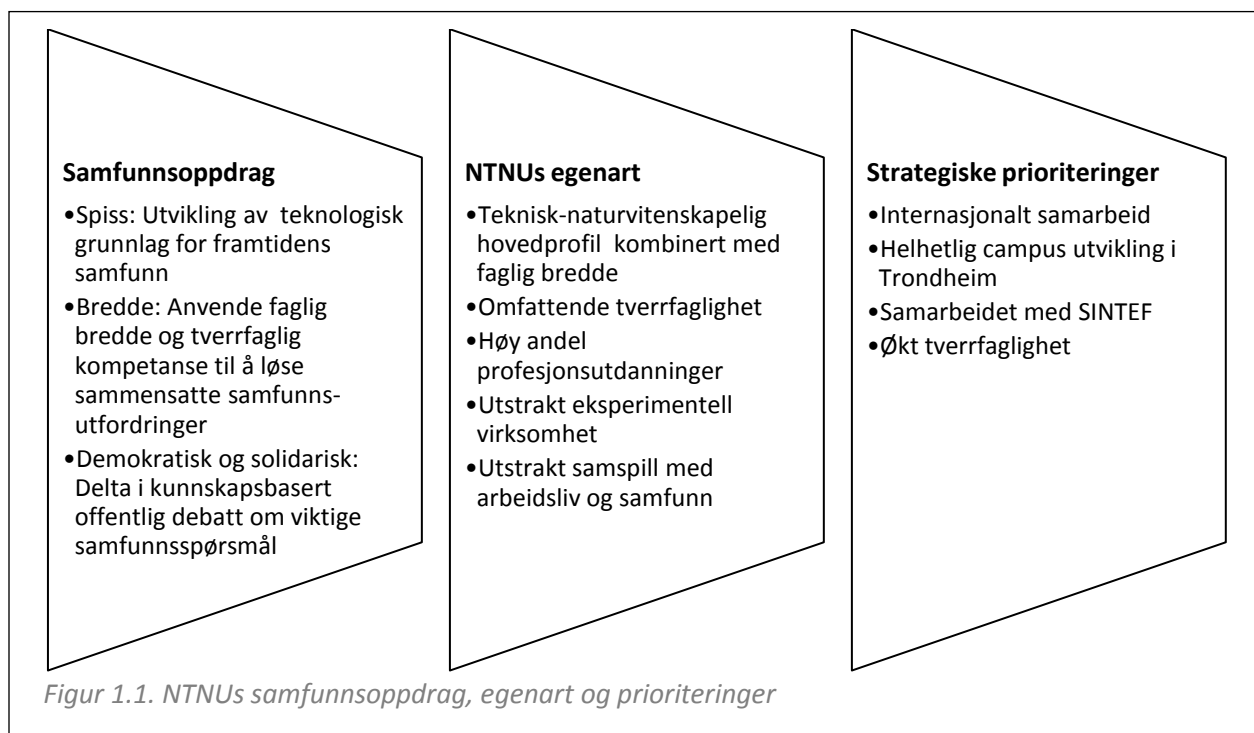 Samfunnsoppdrag
•Spiss: Utvikling av teknologisk
grunnlag for framtidens
samfunn
•Bredde: Anvende faglig
bredde og tverrfaglig
kompetanse til å løse
sammensatte samfunns-
utfordringer
•Demokratisk og solidarisk:
Delta i kunnskapsbasert
offentlig debatt om viktige
samfunnsspørsmål
NTNUs egenart
•Teknisk-naturvitenskapelig
hovedprofil kombinert med
faglig bredde
•Omfattende tverrfaglighet
•Høy andel
profesjonsutdanninger
•Utstrakt eksperimentell
virksomhet
•Utstrakt samspill med
arbeidsliv og samfunn
Strategiske prioriteringer
•Internasjonalt samarbeid
•Helhetlig campus utvikling i
Trondheim
•Samarbeidet med SINTEF
•Økt tverrfaglighet
Figur 1.1. NTNUs samfunnsoppdrag, egenart og prioriteringer